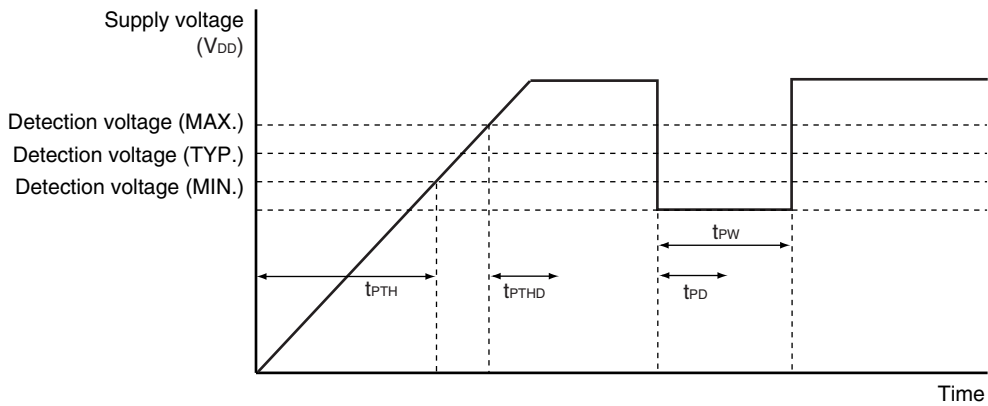 Supply voltage
(VDD)
Detection voltage (MAX.)
Detection voltage (TYP.)
Detection voltage (MIN.)
tPW
tPTH
tPTHD
tPD
Time